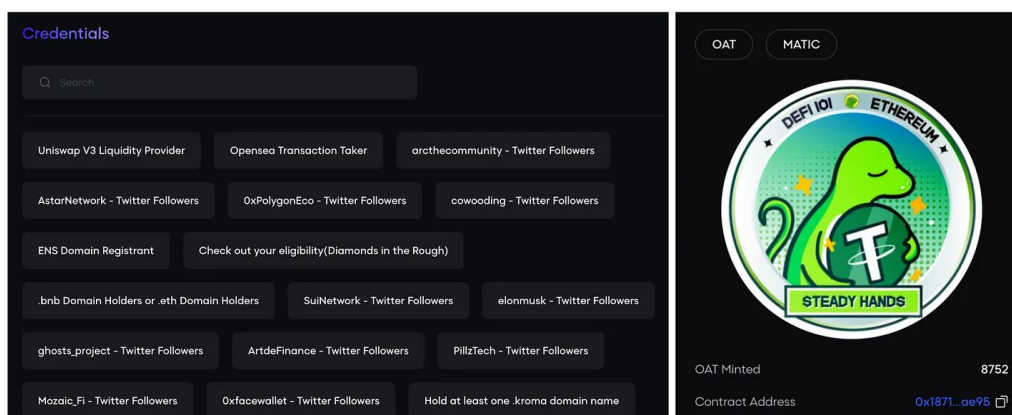 Credentials
Search
Uniswap V3 Liquidity Provider
Opensea Transaction Taker
arcthecommunity - Twitter Followers
AstarNetwork - Twitter Followers
0xPolygonEco - Twitter Followers
cowooding - Twitter Followers
ENS Domain Registrant
Check out your eligibility(Diamonds in the Rough)
.bnb Domain Holders or .eth Domain Holders
SuiNetwork - Twitter Followers
elonmusk - Twitter Followers
ghosts_project - Twitter Followers
ArtdeFinance - Twitter Followers
PillzTech - Twitter Followers
Mozaic_Fi - Twitter Followers
0xfacewallet - Twitter Followers
Hold at least one .kroma domain name
OAT
MATIC
DEFI 101
ETHEREUM
T
STEADY HANDS
OAT Minted
8752
Contract Address
0x1871...ae95